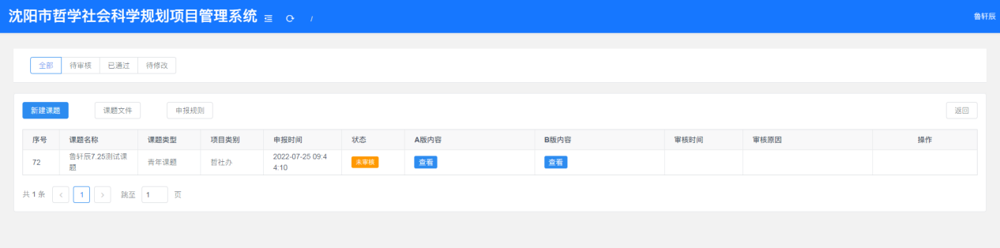 沈阳市哲学社会科学规划项目管理系统 / 鲁轩辰
全部 待审核 已通过 待修改
新建课题 课题文件 申报规则 返回
序号 课题名称 课题类型 项目类别 申报时间 状态 A版内容 B版内容 审核时间 审核原因 操作
72 鲁轩辰7.25测试课题 青年课题 哲社办 2022-07-25 09:44:10 未审核 查看 查看
共 1 条 < 1 > 跳至 1 页